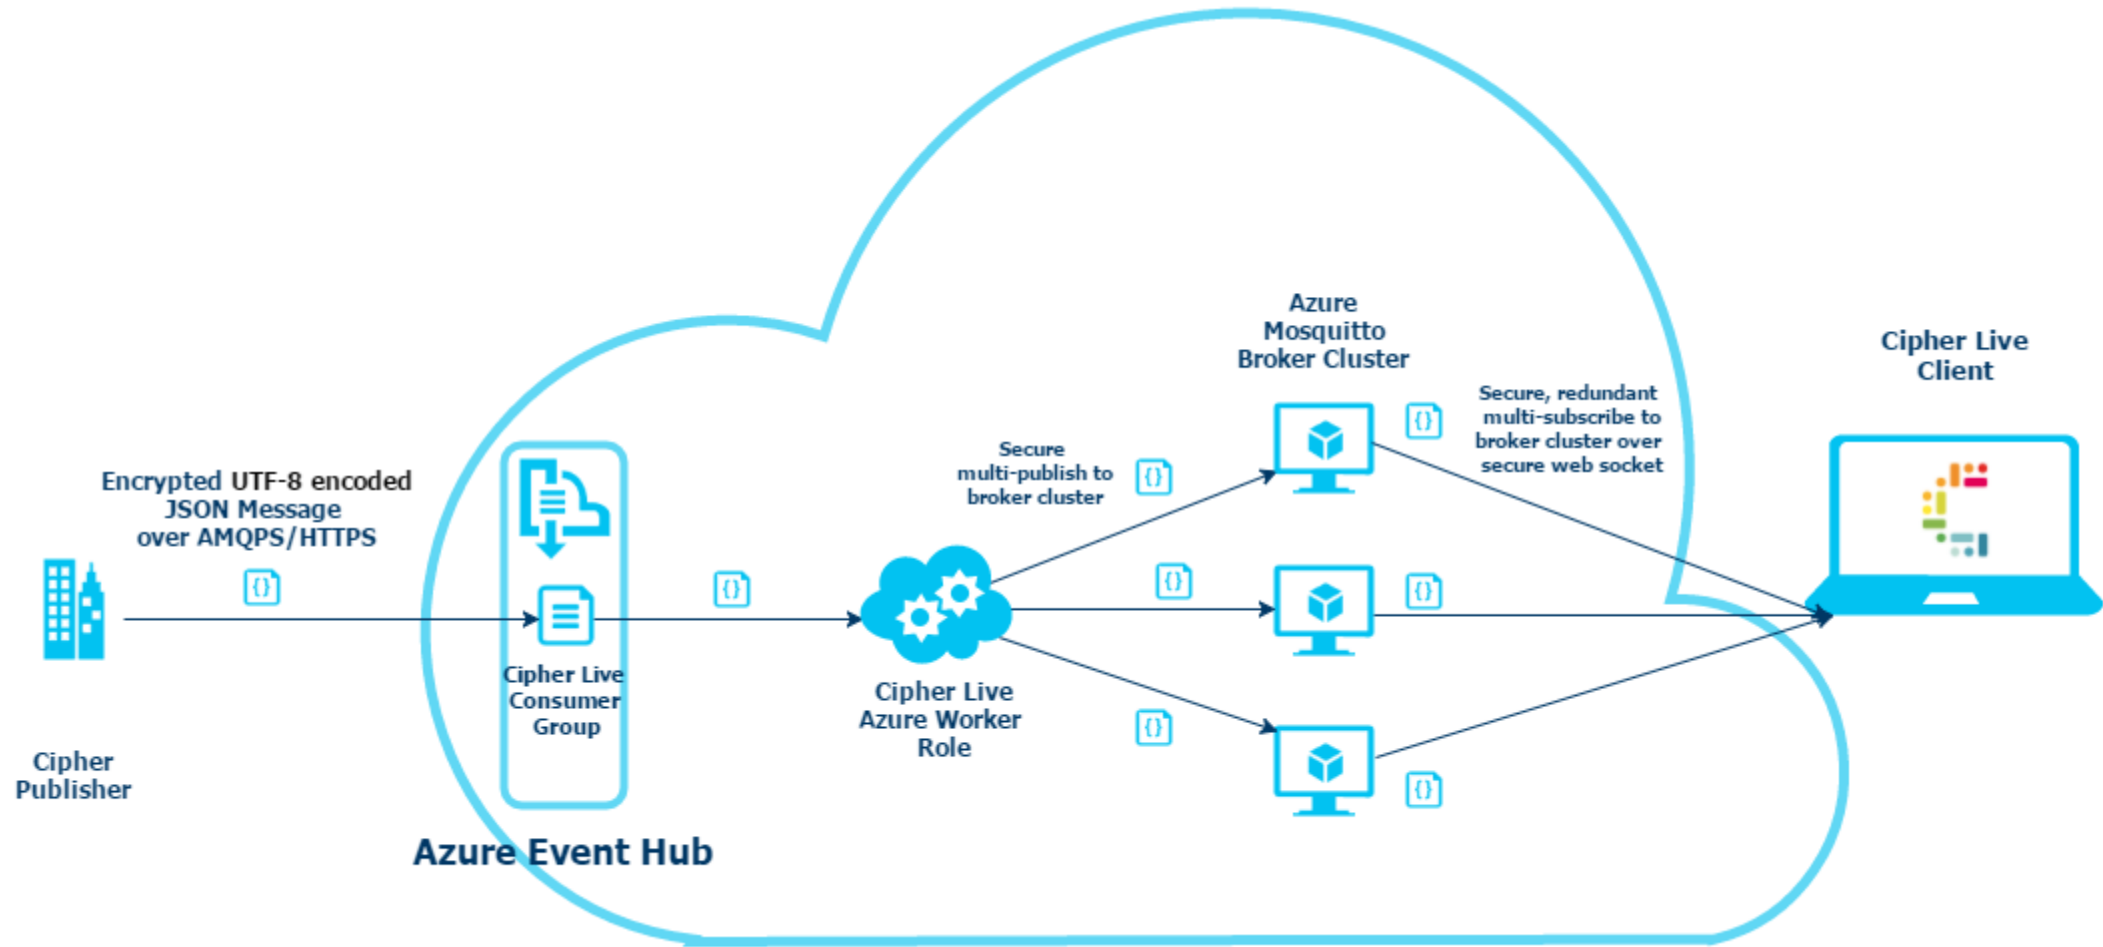 Encrypted UTF-8 encoded
JSON Message
over AMQPS/HTTPS
{}
Cipher
Publisher
Cipher Live
Consumer
Group
Azure Event Hub
{}
Cipher Live
Azure Worker
Role
Secure
multi-publish to
broker cluster
{}
{}
{}
Azure
Mosquitto
Broker Cluster
{}
{}
{}
Secure, redundant
multi-subscribe to
broker cluster over
secure web socket
Cipher Live
Client